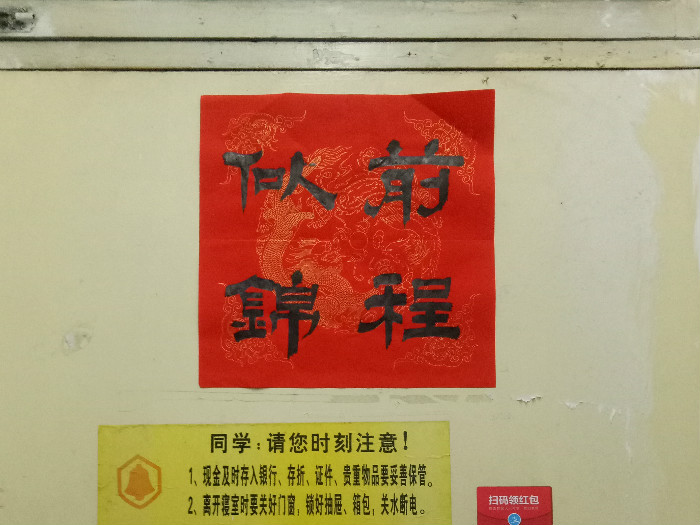 前程
似錦
同学：请您时刻注意！
1、现金及时存入银行、存折、证件、贵重物品要妥善保管。
2、离开寝室时要关好门窗，锁好抽屉、箱包，关水断电。
扫码领红包